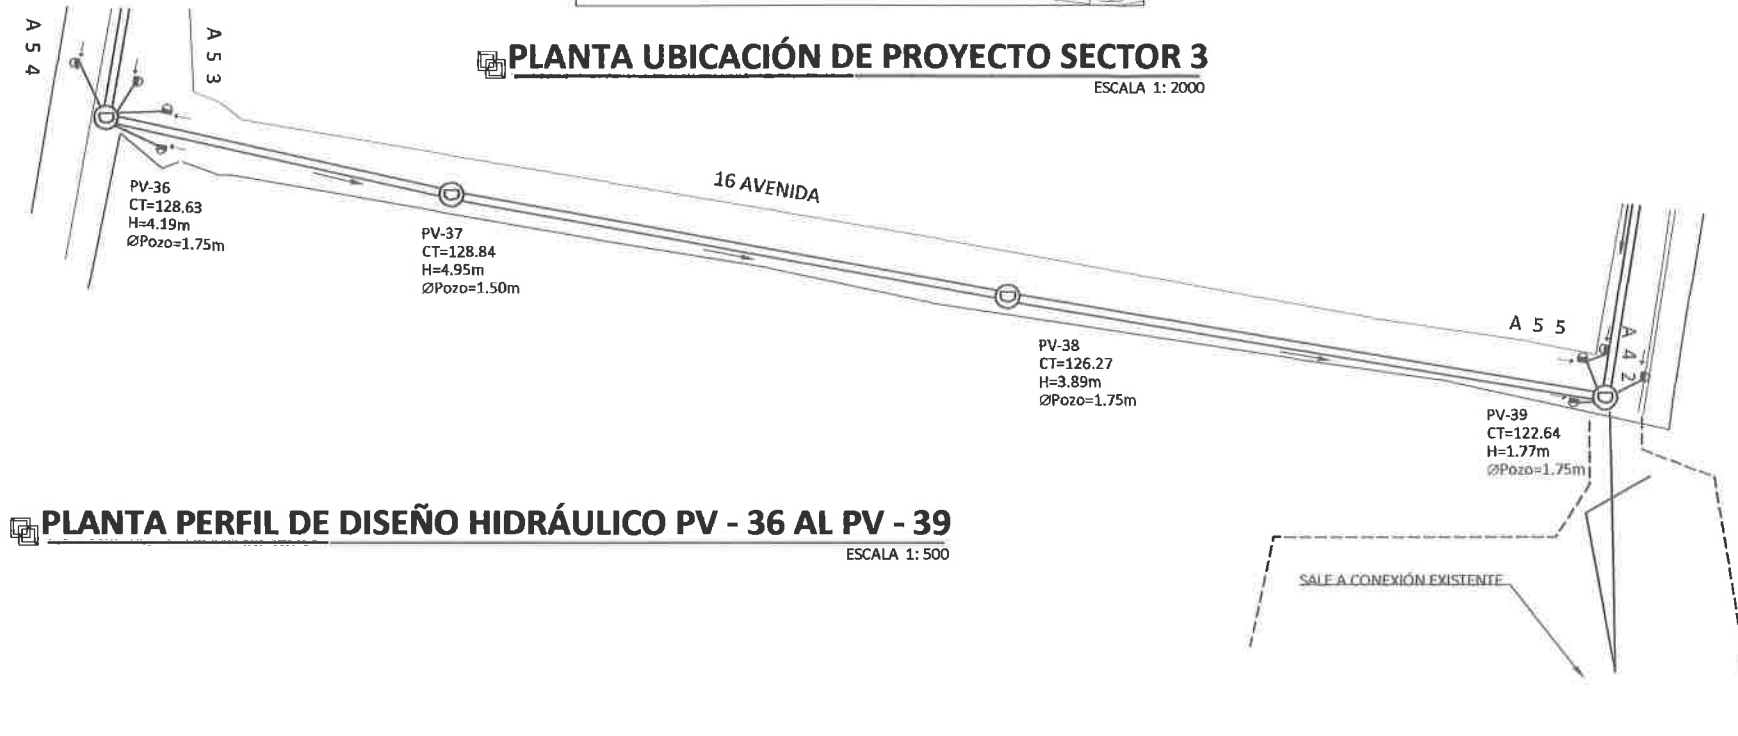 A 5 4
A 5 3
PLANTA UBICACIÓN DE PROYECTO SECTOR 3
ESCALA 1: 2000
16 AVENIDA
PV-36
CT=128.63
H=4.19m
ØPozo=1.75m
PV-37
CT=128.84
H=4.95m
ØPozo=1.50m
PV-38
CT=126.27
H=3.89m
ØPozo=1.75m
A 5 5
A 4 2
PV-39
CT=122.64
H=1.77m
ØPozo=1.75m
PLANTA PERFIL DE DISEÑO HIDRÁULICO PV - 36 AL PV - 39
ESCALA 1: 500
SALE A CONEXIÓN EXISTENTE